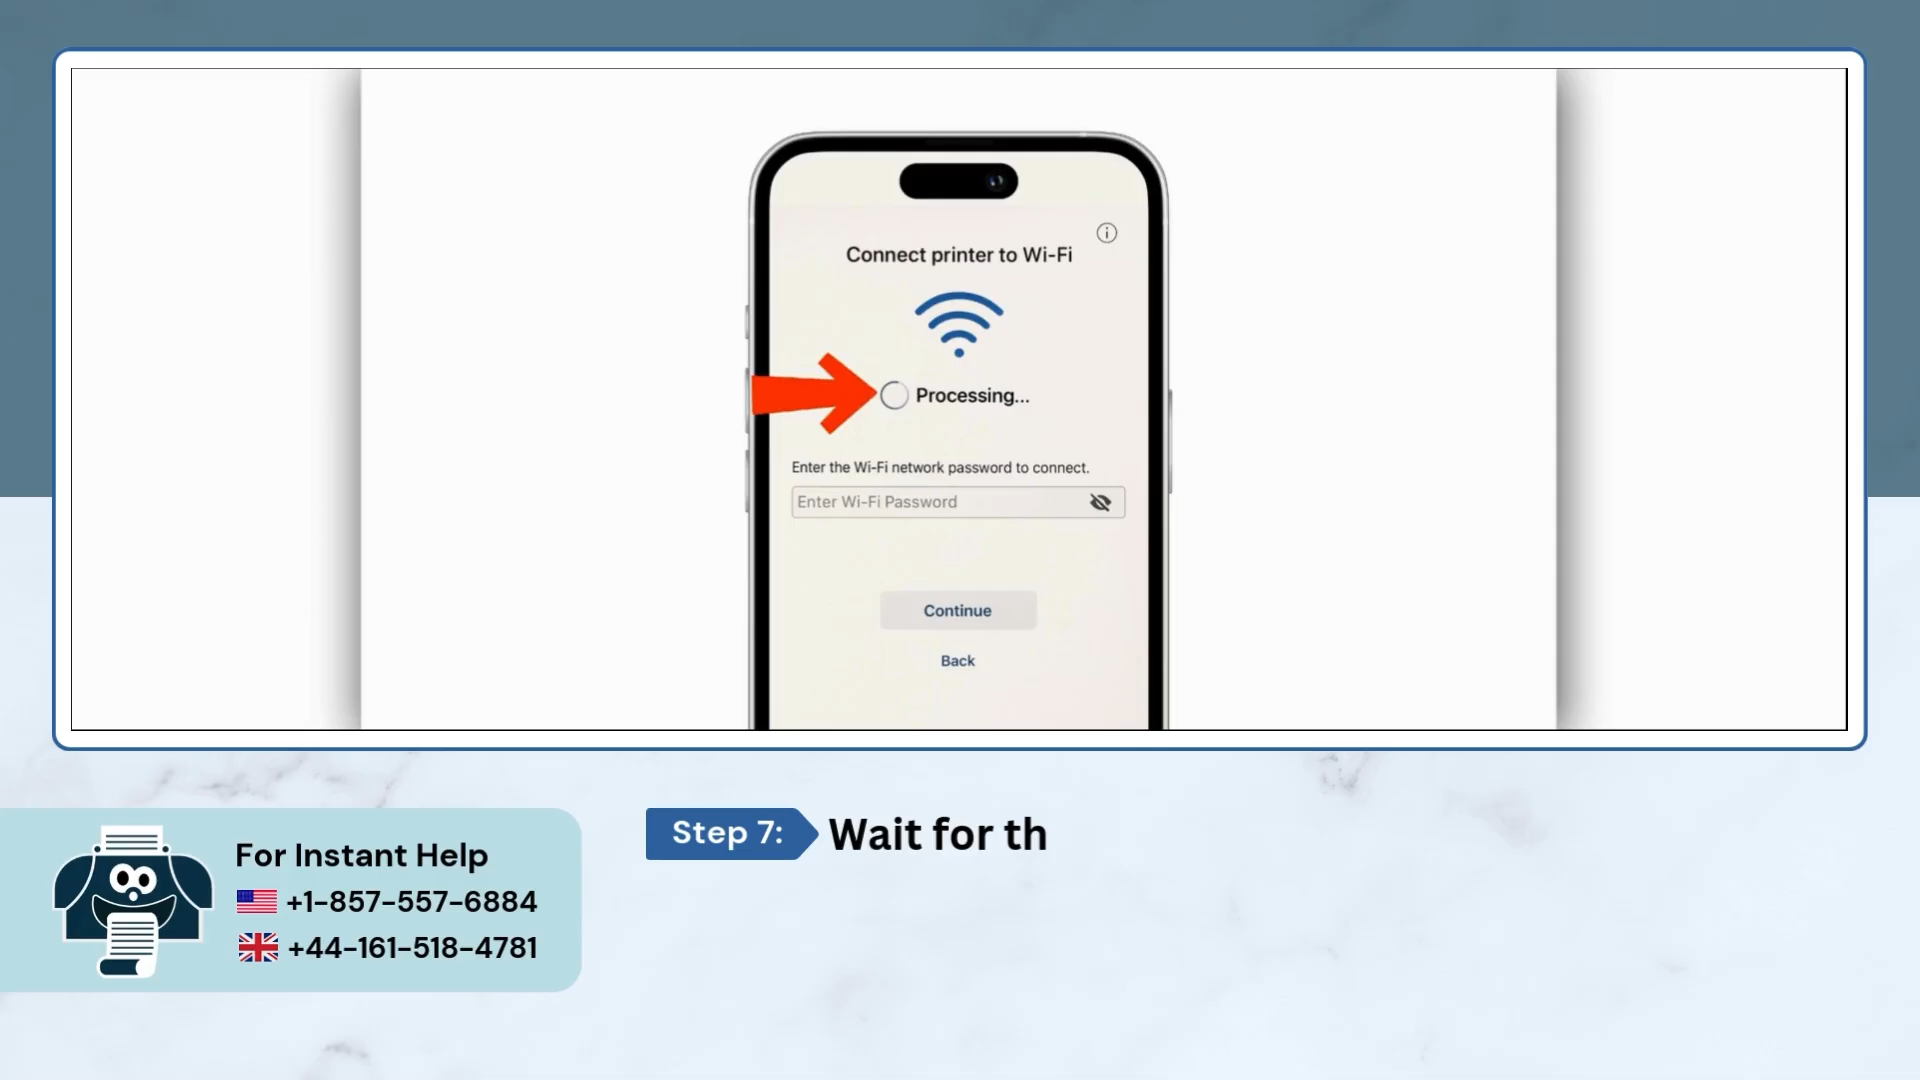 Connect printer to Wi-Fi
Processing...
Enter the Wi-Fi network password to connect.
Enter Wi-Fi Password
Continue
Back
For Instant Help
+1-857-557-6884
+44-161-518-4781
Step 7: Wait for th